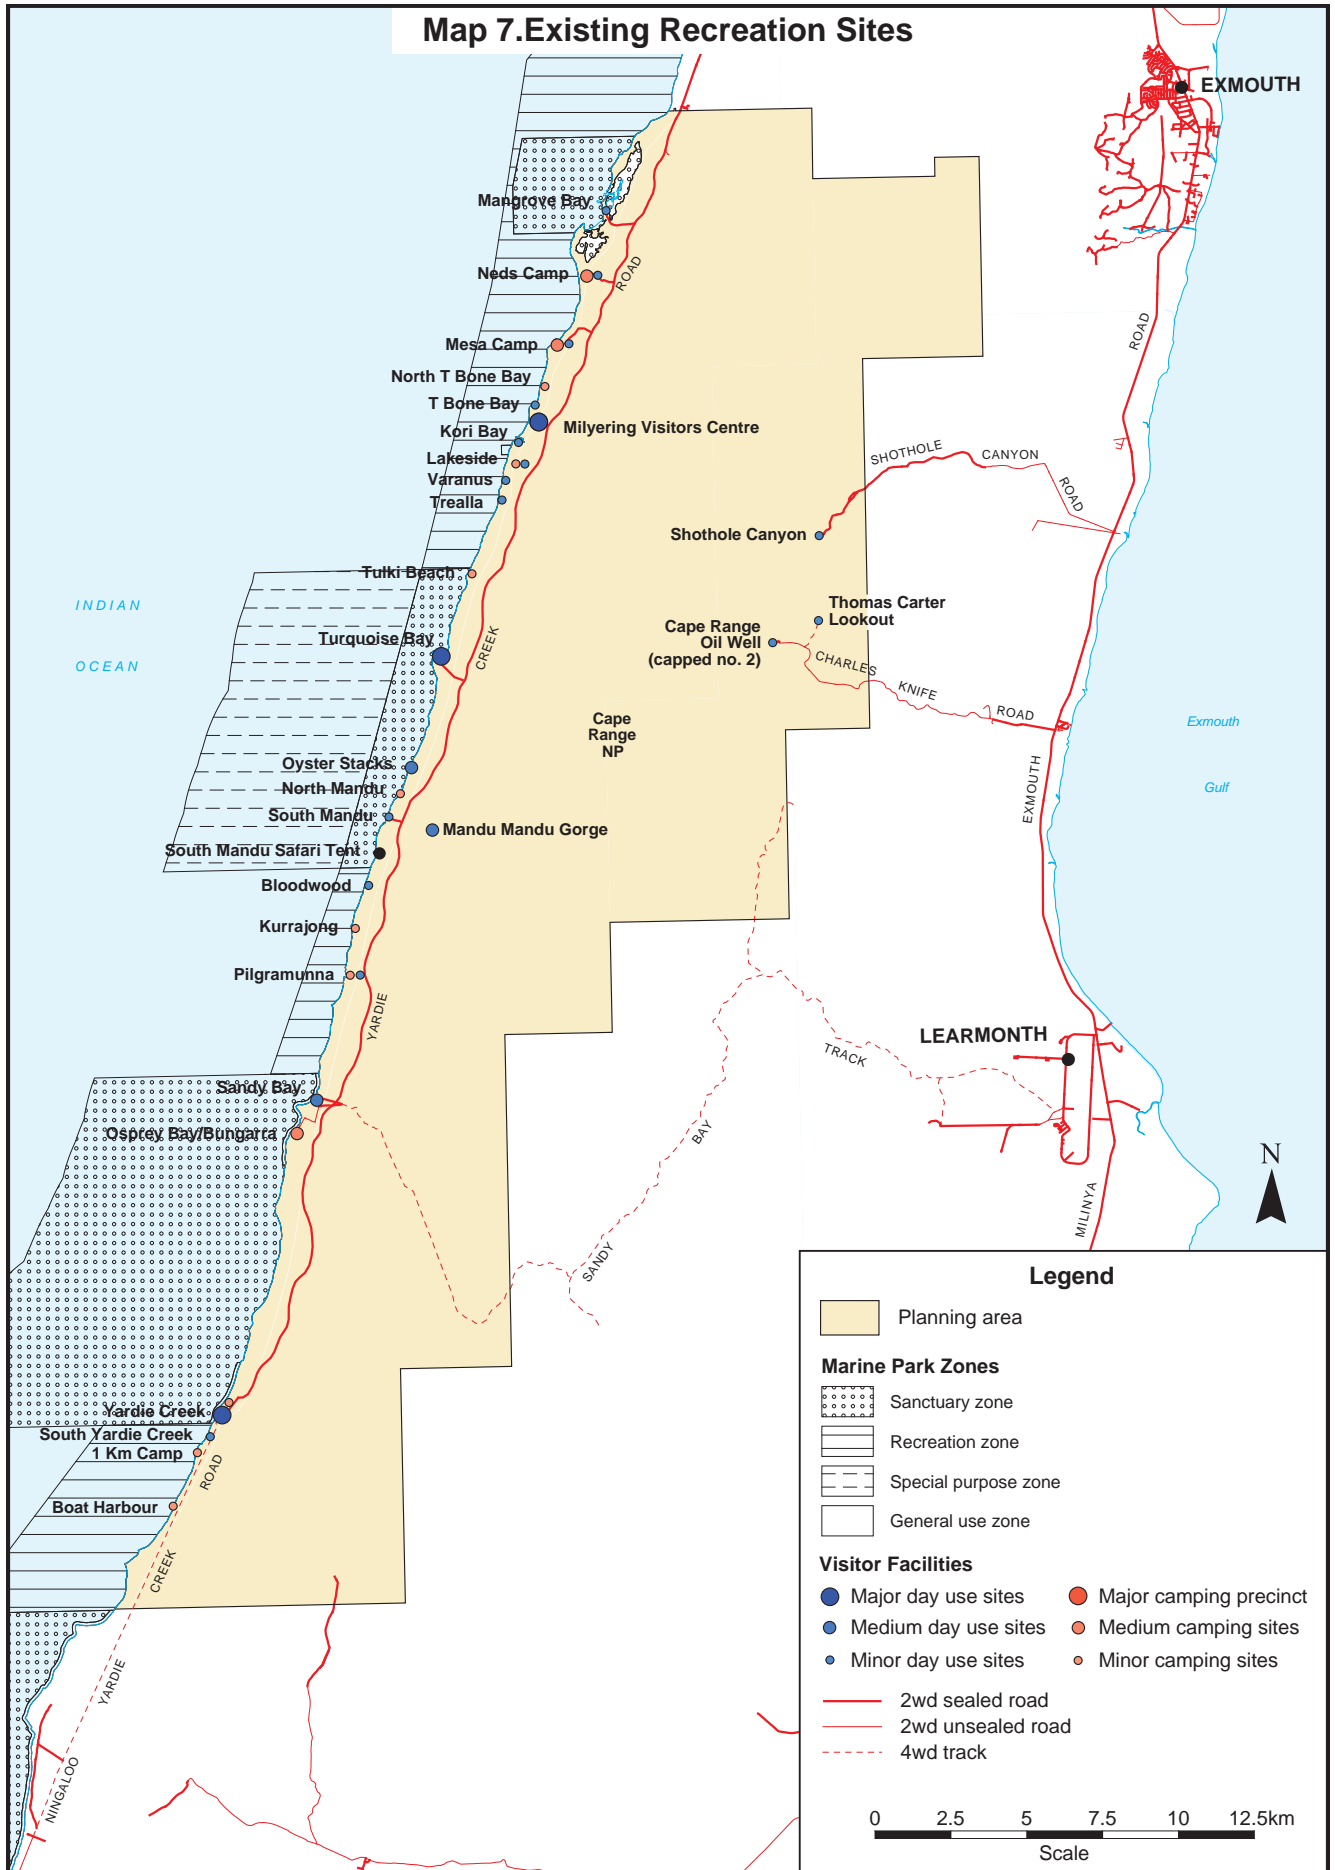 Map 7.Existing Recreation Sites
EXMOUTH
Mangrove Bay
Neds Camp
ROAD
Mesa Camp
ROAD
North T Bone Bay
T Bone Bay
Milyering Visitors Centre
Kori Bay
SHOTHOLE
CANYON
ROAD
Lakeside
Varanus
Trealla
Shothole Canyon
Tulki Beach
INDIAN
OCEAN
Thomas Carter
Lookout
Cape Range
Oil Well
(capped no. 2)
Turquoise Bay
CREEK
CHARLES
KNIFE
ROAD
Cape
Range
NP
Exmouth
Gulf
EXMOUTH
Oyster Stacks
North Mandu
South Mandu
Mandu Mandu Gorge
South Mandu Safari Tent
Bloodwood
Kurrajong
Pilgramunna
YARDIE
LEARMONTH
TRACK
Sandy Bay
Osprey Bay/Bungarra
BAY
SANDY
MILINYA
N
Yardie Creek
South Yardie Creek
1 Km Camp
ROAD
Boat Harbour
CREEK
YARDIE
NINGALOO
Legend
Planning area
Marine Park Zones
Sanctuary zone
Recreation zone
Special purpose zone
General use zone
Visitor Facilities
Major day use sites
Major camping precinct
Medium day use sites
Medium camping sites
Minor day use sites
Minor camping sites
2wd sealed road
2wd unsealed road
4wd track
0 2.5 5 7.5 10 12.5km
Scale